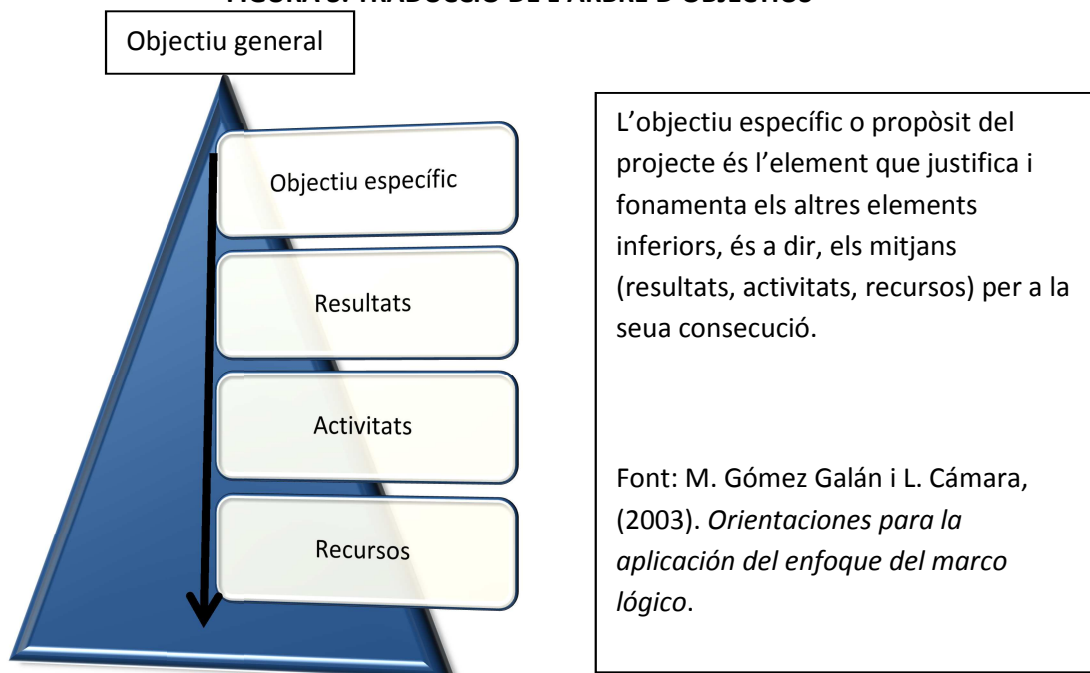 Objectiu general
Objectiu específic
Resultats
Activitats
Recursos
L’objectiu específic o propòsit del
projecte és l’element que justifica i
fonamenta els altres elements
inferiors, és a dir, els mitjans
(resultats, activitats, recursos) per a la
seua consecució.
Font: M. Gómez Galán i L. Cámara,
(2003). Orientaciones para la
aplicación del enfoque del marco
lógico.